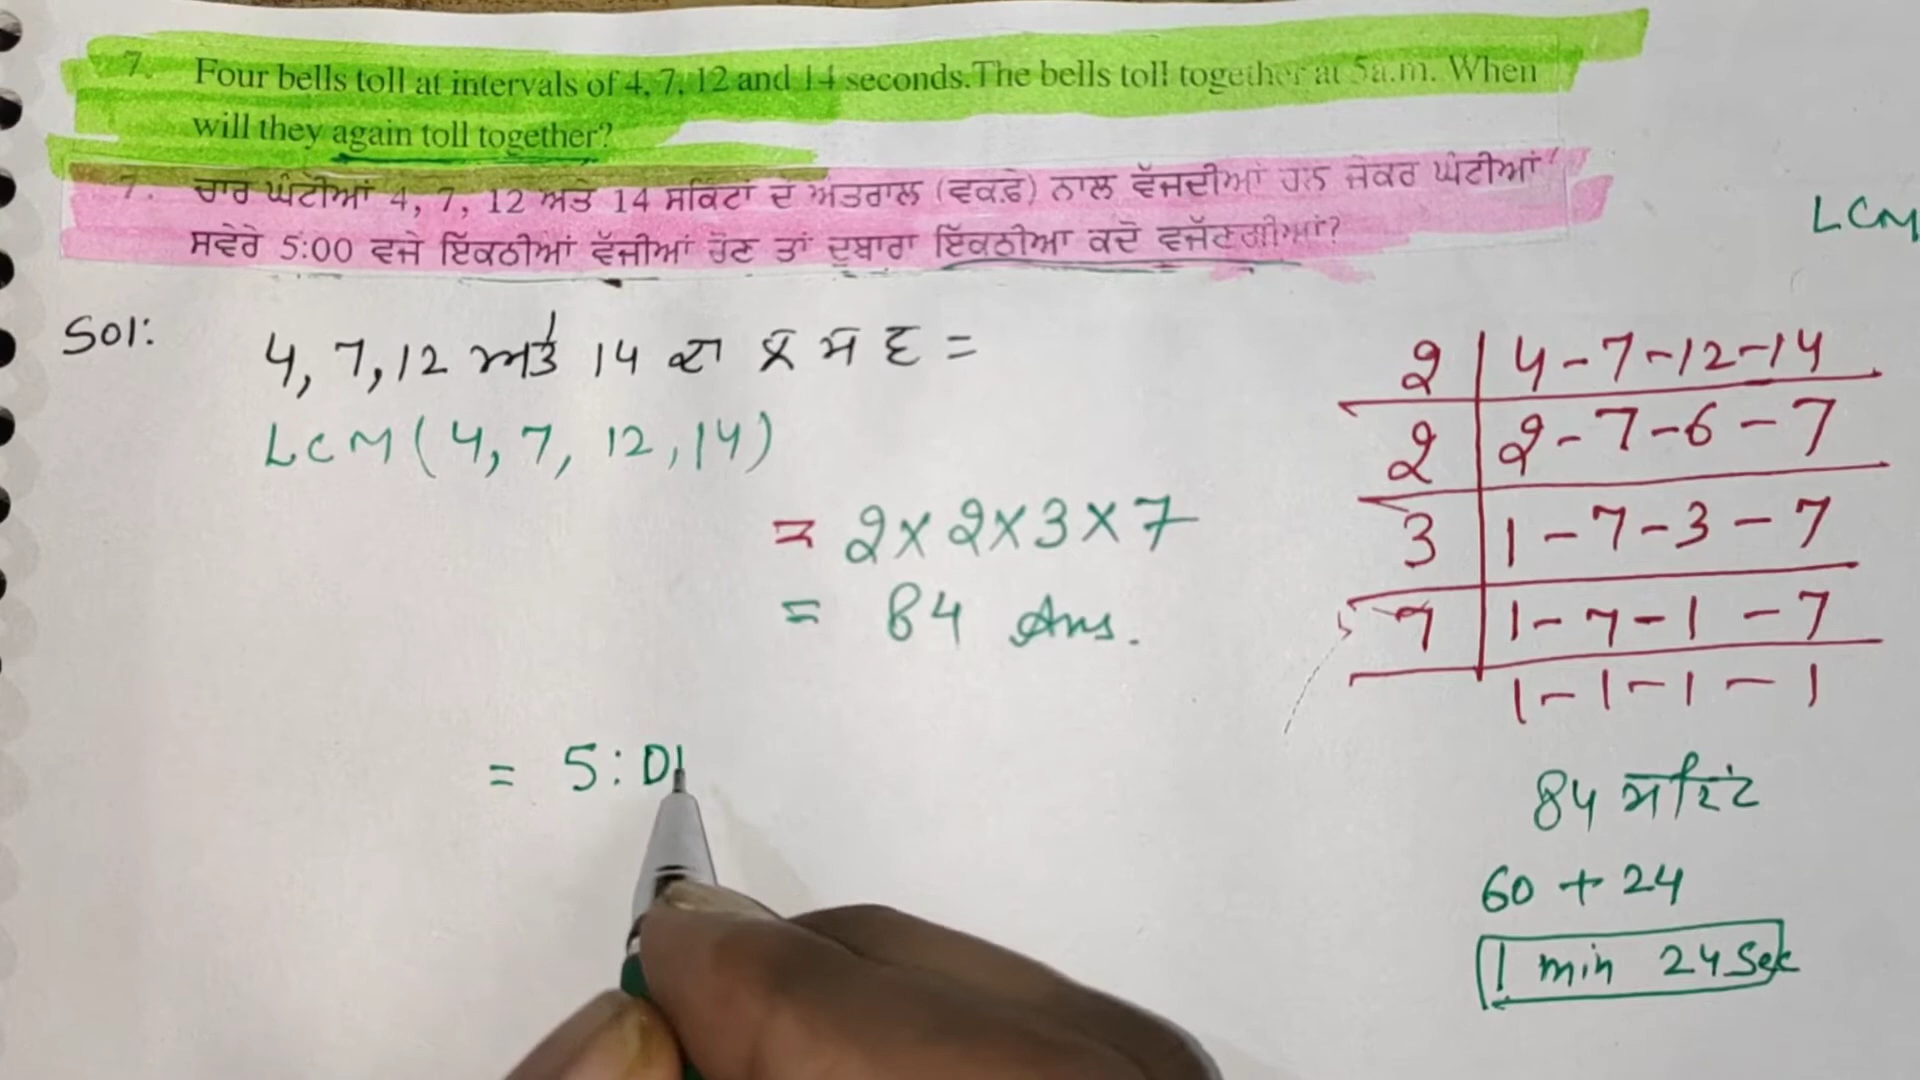 7. Four bells toll at intervals of 4, 7, 12 and 14 seconds.The bells toll together at 5a.m. When
will they again toll together?
7. ਚਾਰ ਘੰਟੀਆਂ 4, 7, 12 ਅਤੇ 14 ਸਕਿੰਟਾਂ ਦੇ ਅੰਤਰਾਲ (ਵਕਫ਼ੇ) ਨਾਲ ਵੱਜਦੀਆਂ ਹਨ ਜੇਕਰ ਘੰਟੀਆਂ
ਸਵੇਰੇ 5:00 ਵਜੇ ਇੱਕਠੀਆਂ ਵੱਜੀਆਂ ਹੋਣ ਤਾਂ ਦੁਬਾਰਾ ਇੱਕਠੀਆ ਕਦੋ ਵਜੱਣਗੀਆਂ?
LCM
Sol: 4, 7, 12 ਅਤੇ 14 ਦਾ ਲ ਸ ਵ =
LCM (4, 7, 12, 14)
= 2 × 2 × 3 × 7
= 84 Ans.
= 5:01
2 | 4 - 7 - 12 - 14
2 | 2 - 7 - 6 - 7
3 | 1 - 7 - 3 - 7
7 | 1 - 7 - 1 - 7
1 - 1 - 1 - 1
84
60 + 24
1 min 24 Sec